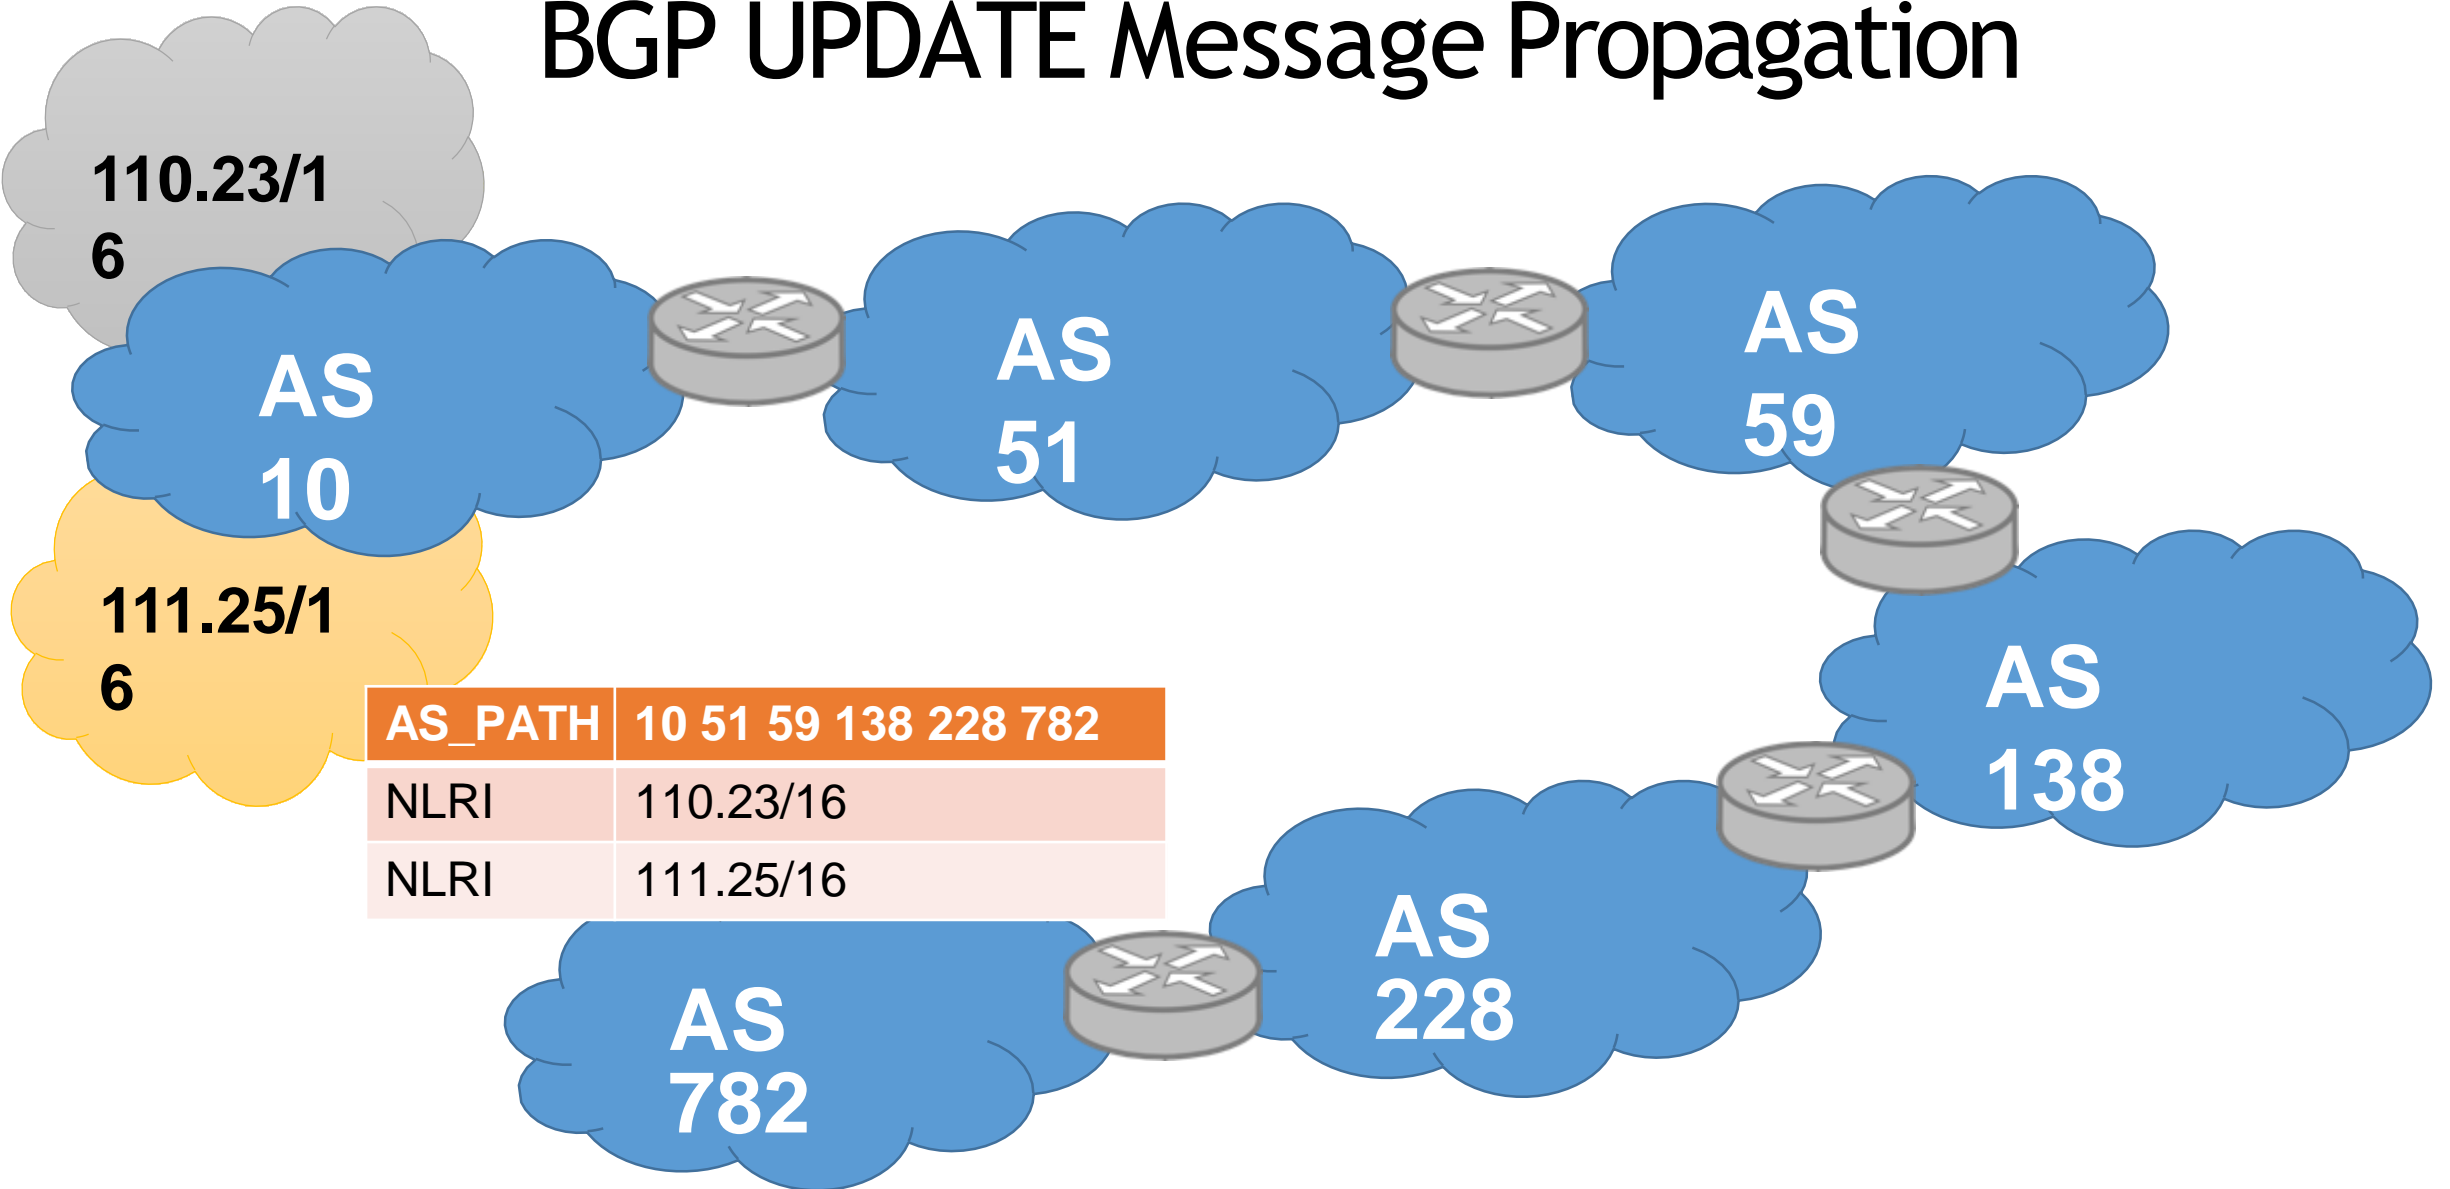 BGP UPDATE Message Propagation
110.23/1
6
AS
10
AS
51
AS
59
111.25/1
6
AS
138
AS_PATH 10 51 59 138 228 782
NLRI 110.23/16
NLRI 111.25/16
AS
228
AS
782